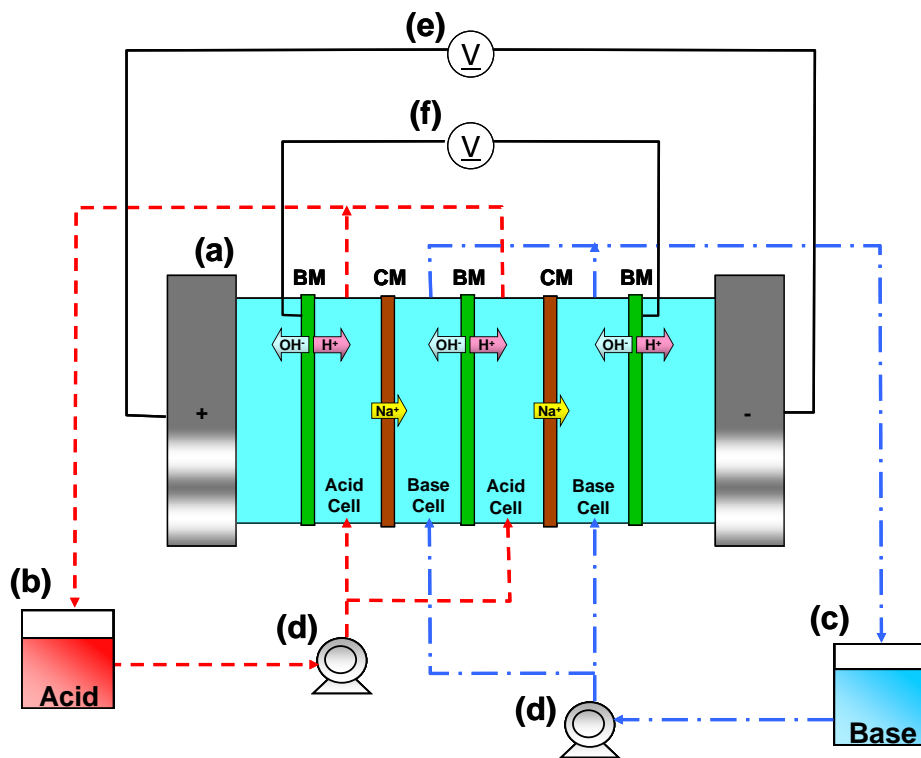 (e)
V
(f)
V
(a)
BM CM BM CM BM
OH- H+ OH- H+ OH- H+
+ Na+ Na+ -
Acid Base Acid Base
Cell Cell Cell Cell
(b)
(d)
(c)
Acid
(d)
Base